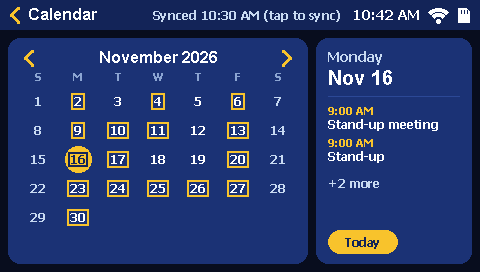 Calendar Synced 10:30 AM (tap to sync) 10:42 AM
November 2026
S M T W T F S
1 2 3 4 5 6 7
8 9 10 11 12 13 14
15 16 17 18 19 20 21
22 23 24 25 26 27 28
29 30
Monday
Nov 16
9:00 AM
Stand-up meeting
9:00 AM
Stand-up
+2 more
Today